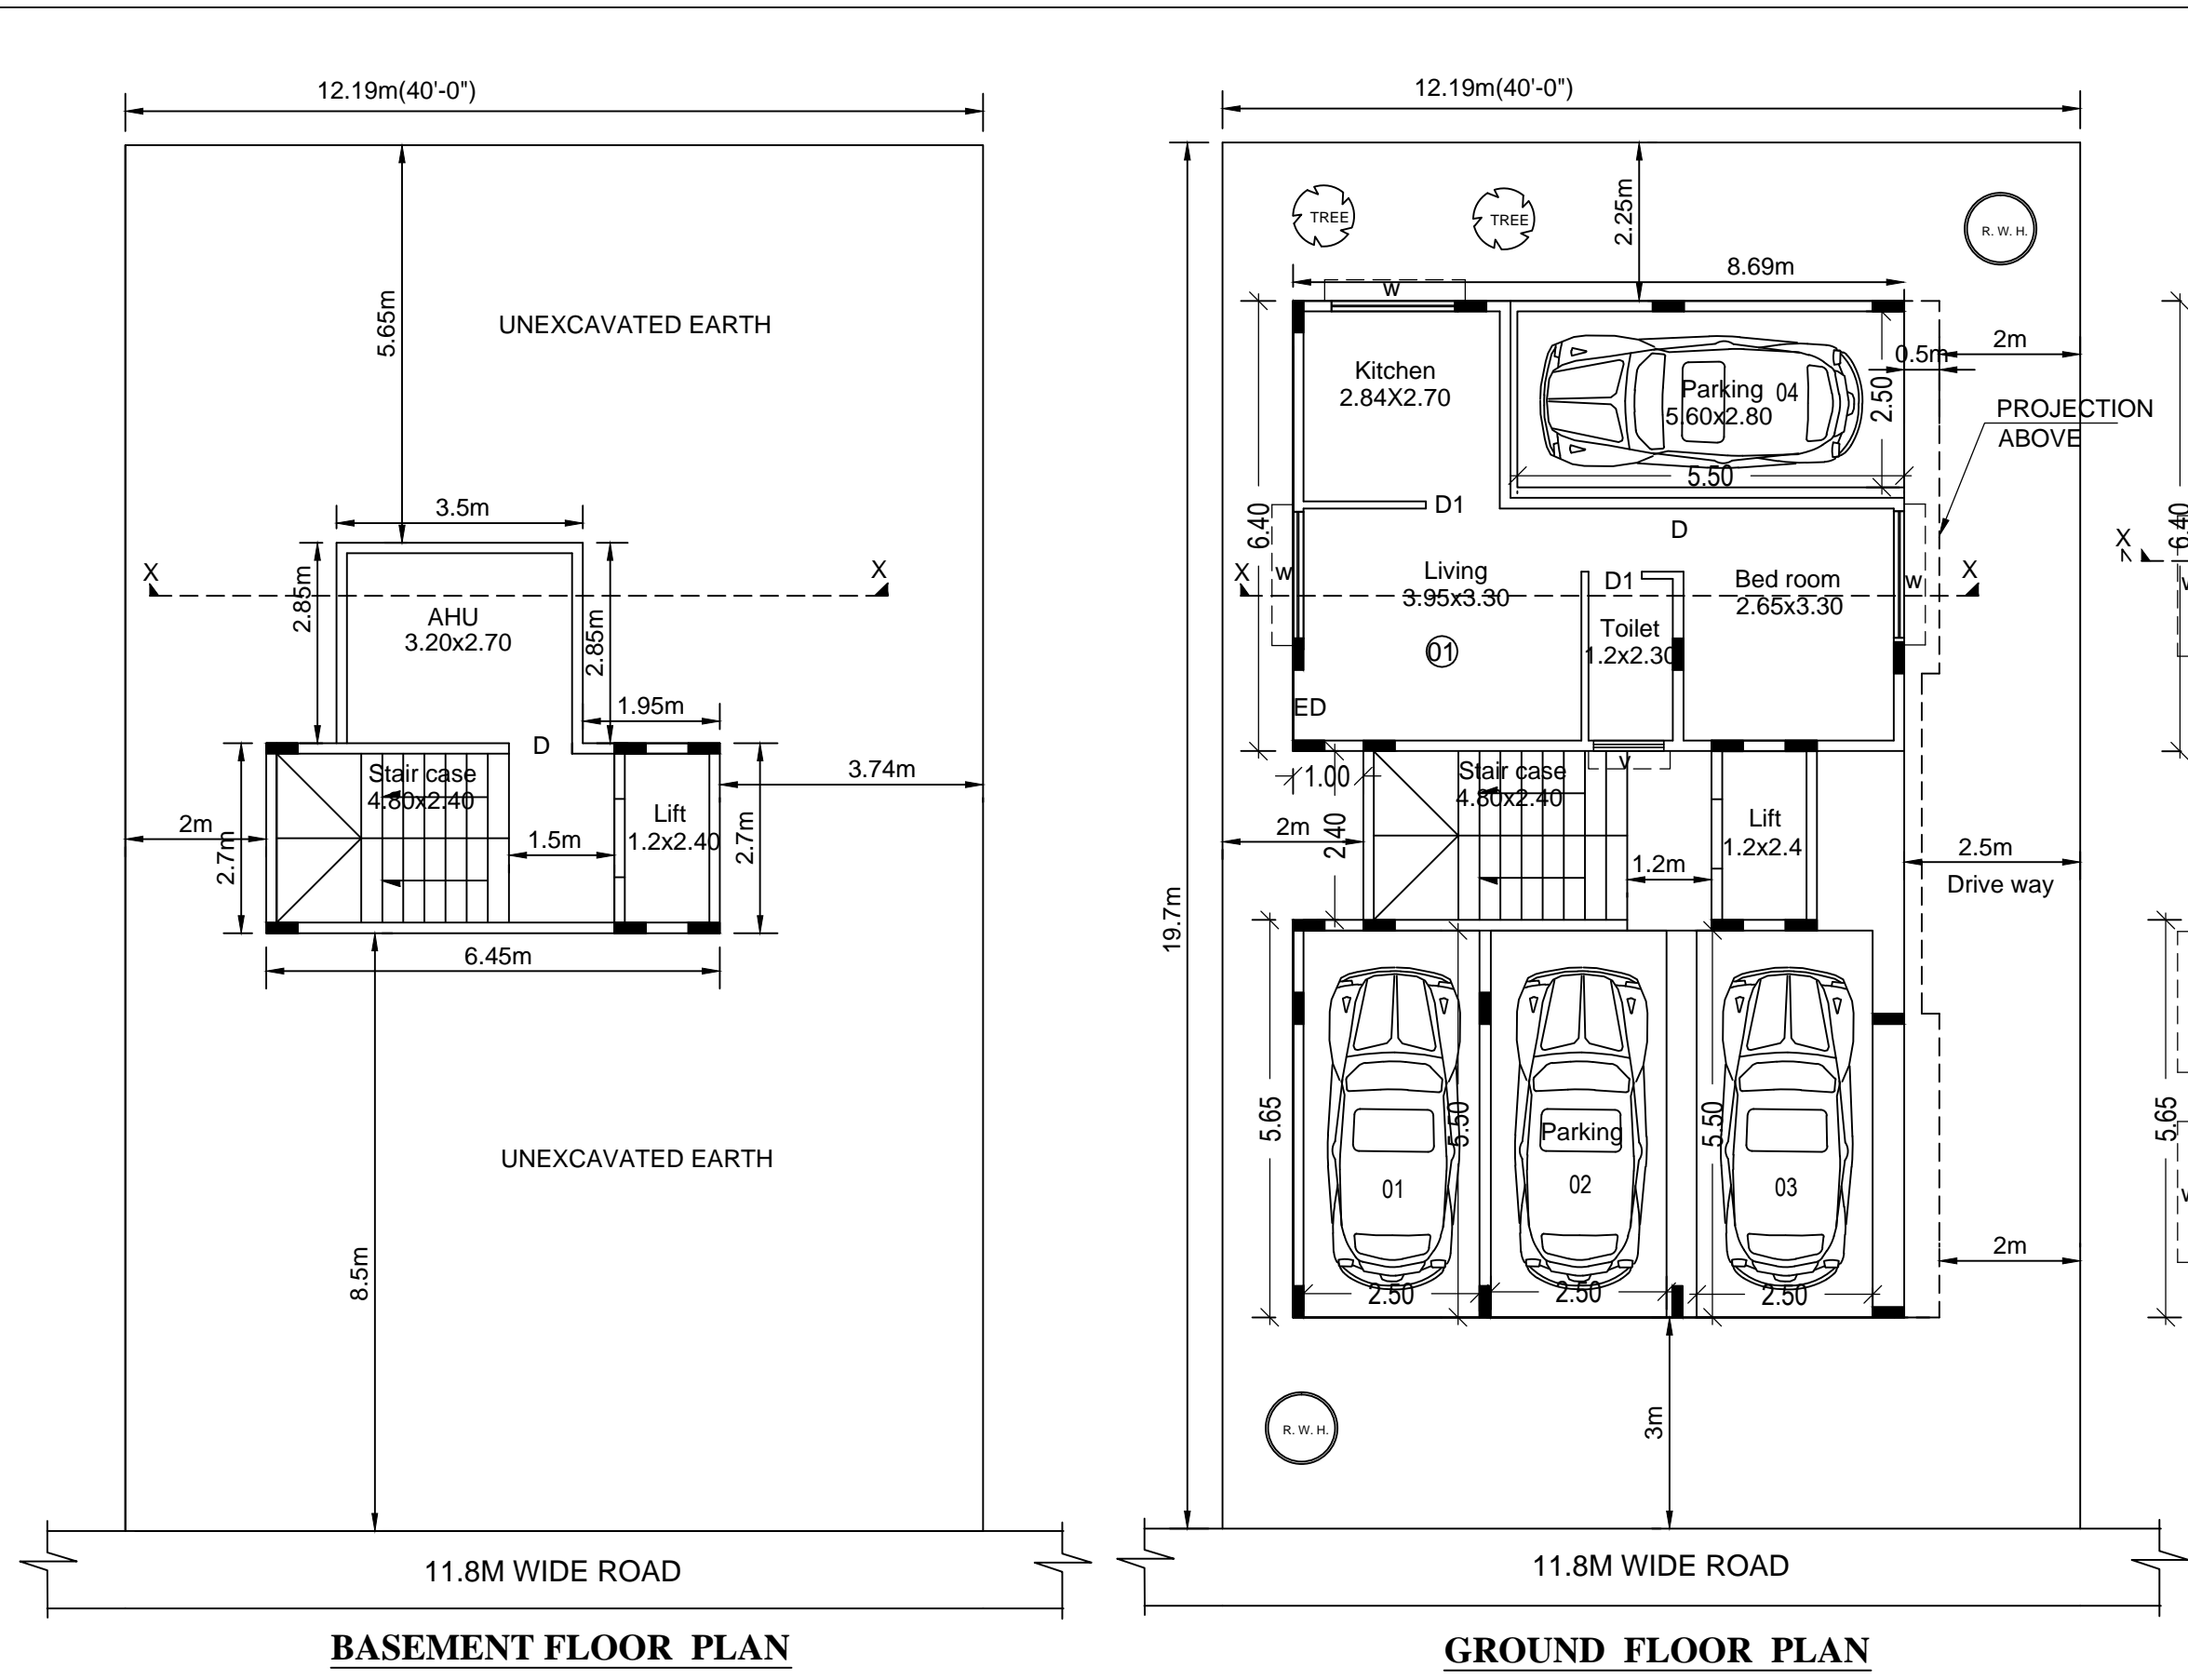 12.19m(40'-0")
5.65m
UNEXCAVATED EARTH
3.5m
2.85m
X
X
AHU
3.20x2.70
2.85m
1.95m
D
Stair case
4.80x2.40
3.74m
2m
2.7m
1.5m
Lift
1.2x2.40
2.7m
6.45m
UNEXCAVATED EARTH
8.5m
11.8M WIDE ROAD
BASEMENT FLOOR PLAN
12.19m(40'-0")
2.25m
TREE
TREE
R. W. H.
8.69m
w
Kitchen
2.84X2.70
Parking 04
5.60x2.80
2.50
5.50
0.5m
2m
PROJECTION
ABOVE
6.40
D1
D
X
w
Living
3.95x3.30
D1
Bed room
2.65x3.30
w
X
Toilet
1.2x2.30
01
ED
1.00
Stair case
4.80x2.40
v
2m
2.40
1.2m
Lift
1.2x2.4
2.5m
Drive way
19.7m
5.65
5.50
Parking
5.50
01
02
03
2.50
2.50
2.50
2m
R. W. H.
3m
11.8M WIDE ROAD
GROUND FLOOR PLAN
X
6.40
5.65